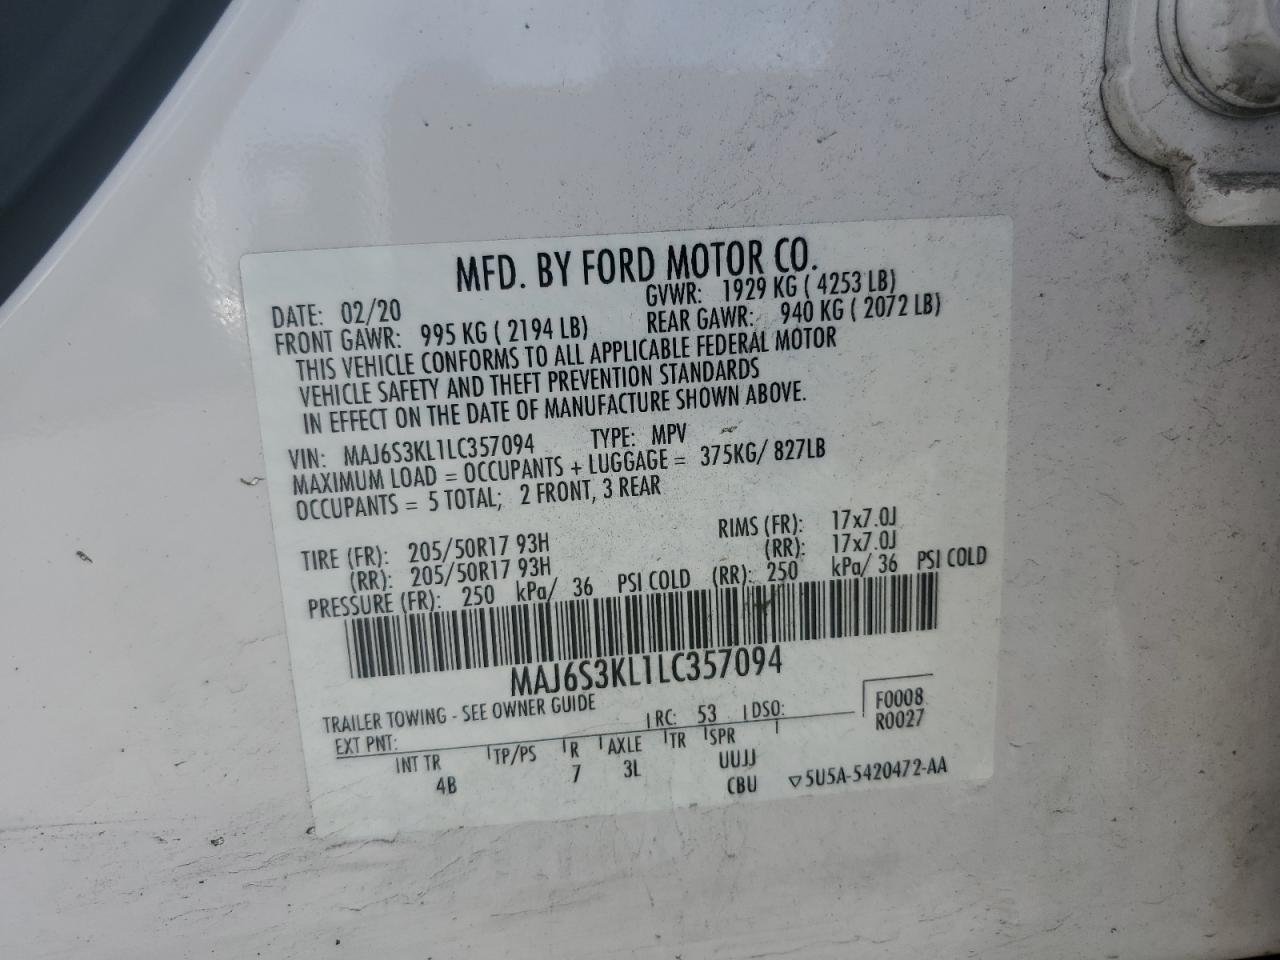 MFD. BY FORD MOTOR CO.
DATE: 02/20 GVWR: 1929 KG ( 4253 LB)
FRONT GAWR: 995 KG ( 2194 LB) REAR GAWR: 940 KG ( 2072 LB)
THIS VEHICLE CONFORMS TO ALL APPLICABLE FEDERAL MOTOR
VEHICLE SAFETY AND THEFT PREVENTION STANDARDS
IN EFFECT ON THE DATE OF MANUFACTURE SHOWN ABOVE.
VIN: MAJ6S3KL1LC357094 TYPE: MPV
MAXIMUM LOAD = OCCUPANTS + LUGGAGE = 375KG/ 827LB
OCCUPANTS = 5 TOTAL; 2 FRONT, 3 REAR
TIRE (FR): 205/50R17 93H RIMS (FR): 17x7.0J
(RR): 205/50R17 93H (RR): 17x7.0J
PRESSURE (FR): 250 kPa/ 36 PSI COLD (RR): 250 kPa/ 36 PSI COLD
MAJ6S3KL1LC357094
TRAILER TOWING - SEE OWNER GUIDE
EXT PNT: RC: 53 DSO: F0008
R0027
INT TR TP/PS R AXLE TR SPR
4B 7 3L UUJJ
CBU ▽5U5A-5420472-AA